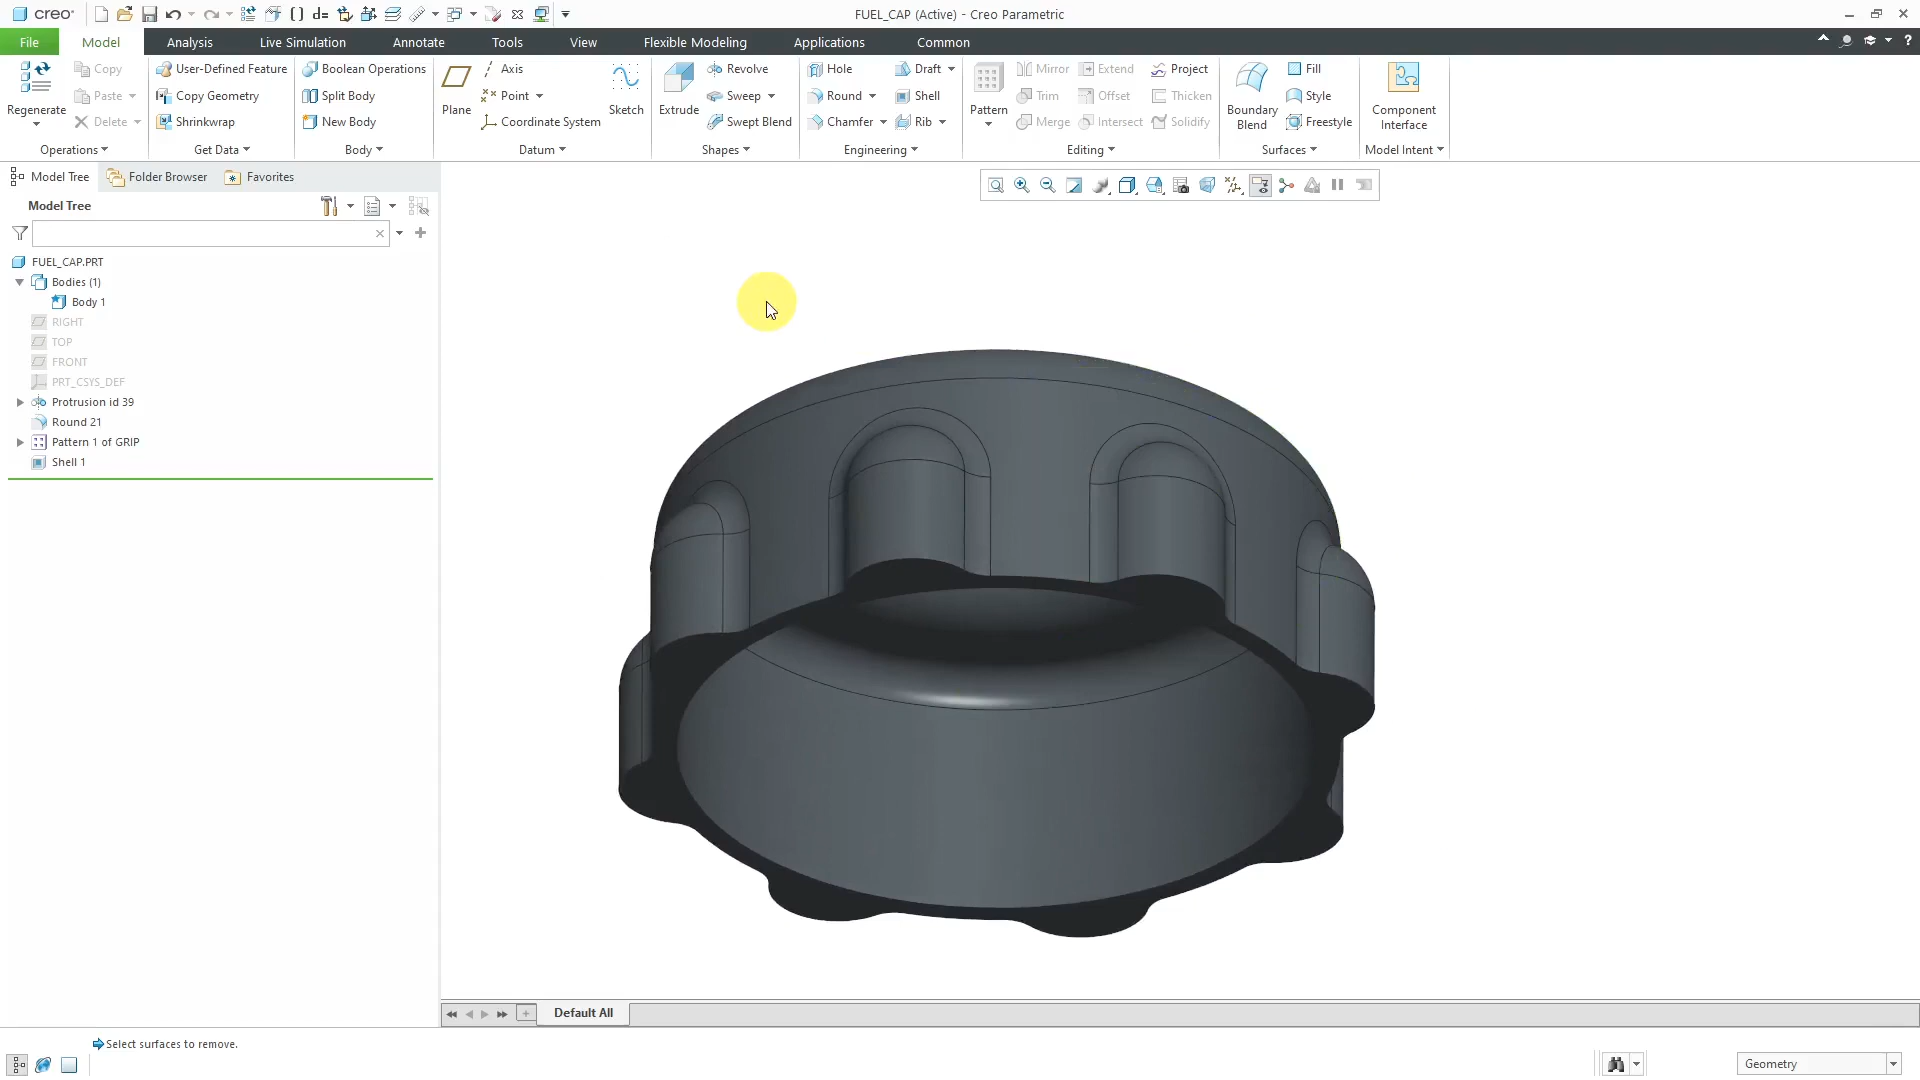 creo
FUEL_CAP (Active) - Creo Parametric
File
Model
Analysis
Live Simulation
Annotate
Tools
View
Flexible Modeling
Applications
Common
Regenerate
Copy
Paste
Delete
Operations
User-Defined Feature
Copy Geometry
Shrinkwrap
Get Data
Boolean Operations
Split Body
New Body
Body
Plane
Axis
Point
Coordinate System
Sketch
Datum
Extrude
Revolve
Sweep
Swept Blend
Shapes
Hole
Round
Chamfer
Draft
Shell
Rib
Engineering
Pattern
Mirror
Trim
Merge
Extend
Offset
Intersect
Project
Thicken
Solidify
Editing
Boundary
Blend
Fill
Style
Freestyle
Surfaces
Component
Interface
Model Intent
Model Tree
Folder Browser
Favorites
Model Tree
FUEL_CAP.PRT
Bodies (1)
Body 1
RIGHT
TOP
FRONT
PRT_CSYS_DEF
Protrusion id 39
Round 21
Pattern 1 of GRIP
Shell 1
Default All
Select surfaces to remove.
Geometry